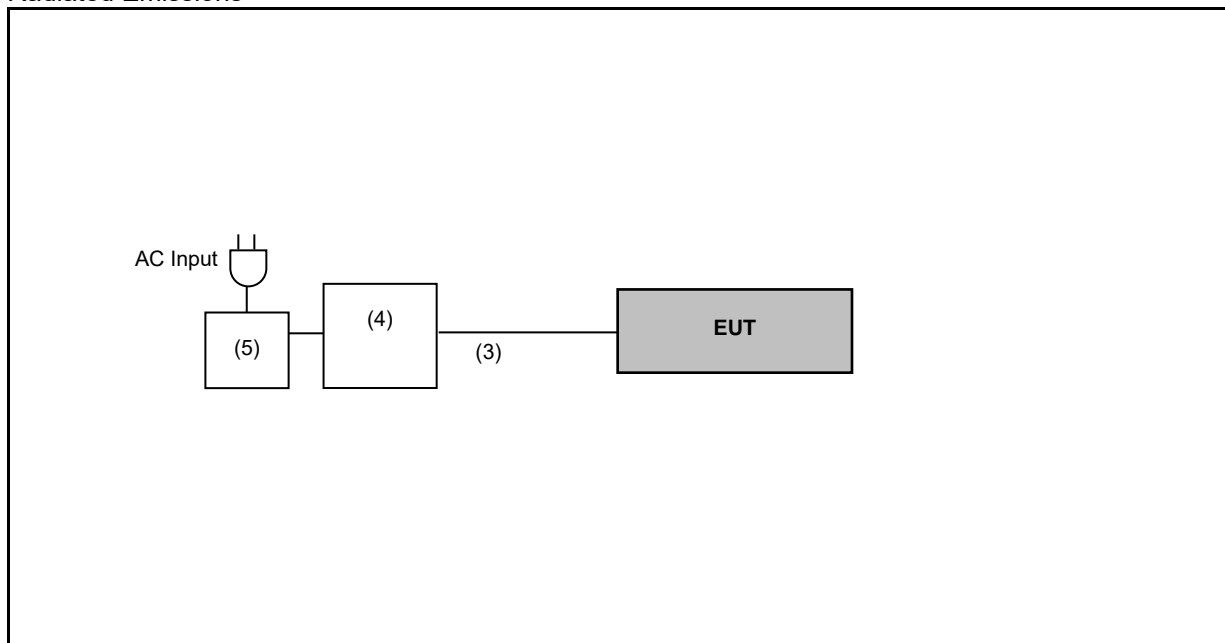 Radiated Emissions
AC Input
(4)
EUT
(5)
(3)